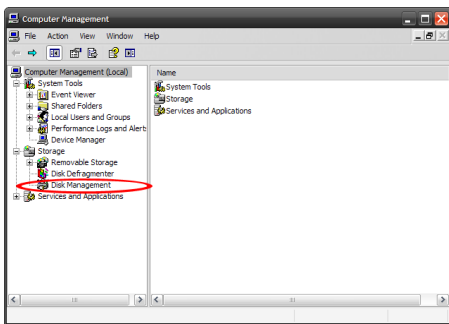 Computer Management
File Action View Window Help
Computer Management (Local)
System Tools
Event Viewer
Shared Folders
Local Users and Groups
Performance Logs and Alerts
Device Manager
Storage
Removable Storage
Disk Defragmenter
Disk Management
Services and Applications
Name
System Tools
Storage
Services and Applications